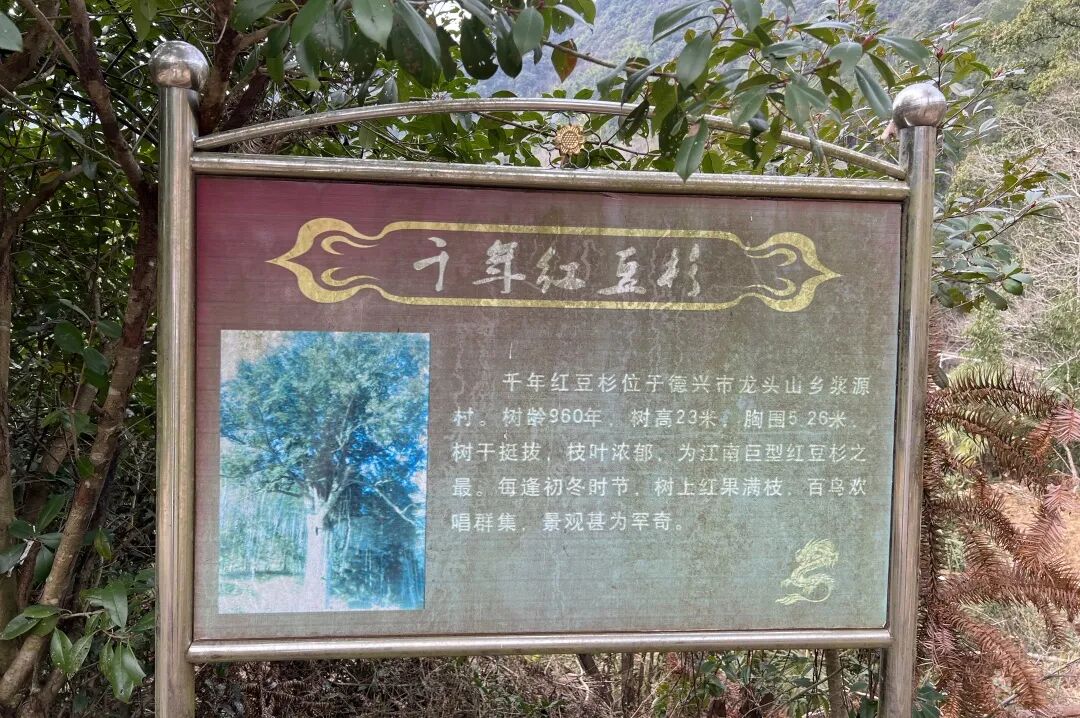 千年红豆杉
千年红豆杉位于德兴市龙头山乡浆源
村。树龄960年，树高23米，胸围5.26米，
树干挺拔，枝叶浓郁，为江南巨型红豆杉之
最。每逢初冬时节，树上红果满枝，百鸟欢
唱群集，景观甚为罕奇。